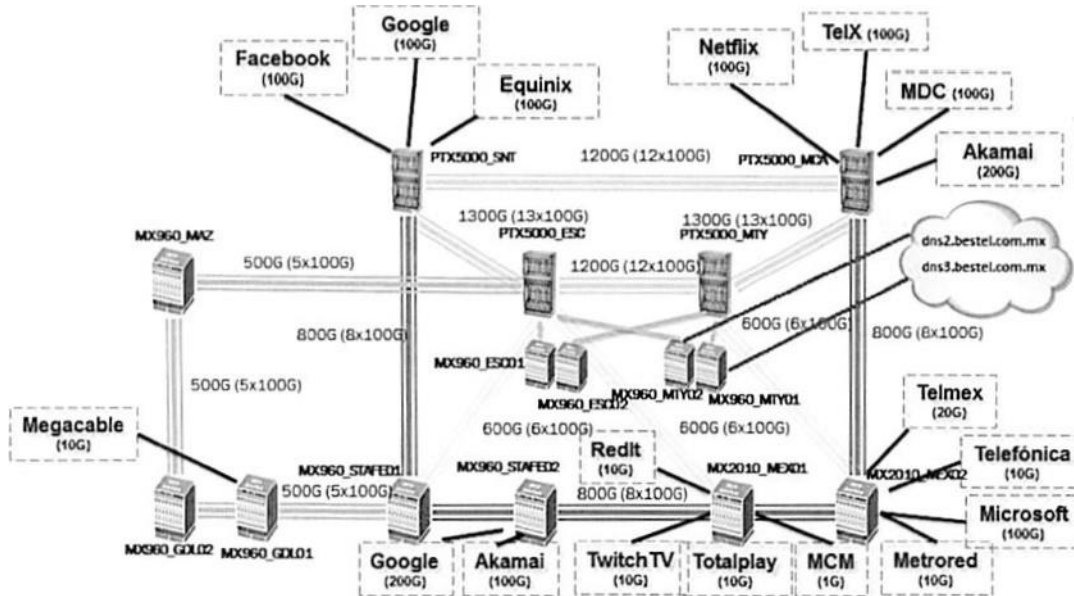 Google
(100G)
Facebook
(100G)
Equinix
(100G)
Netflix
(100G)
TelX (100G)
MDC (100G)
Akamai
(200G)
PTX5000_SNT
1200G (12x100G)
PTX5000_MCA
1300G (13x100G)
1300G (13x100G)
PTX5000_ESC
PTX5000_MTY
dns2.bestel.com.mx
dns3.bestel.com.mx
MX960_MAZ
500G (5x100G)
1200G (12x100G)
800G (8x100G)
600G (6x100G)
800G (8x100G)
MX960_ESC01
MX960_ESC02
MX960_MTY02
MX960_MTY01
500G (5x100G)
Megacable
(10G)
600G (6x100G)
RedIt
(10G)
600G (6x100G)
Telmex
(20G)
Telefónica
(10G)
MX960_STAFE01
MX960_STAFE02
MX2010_MEX01
MX2010_MEX02
500G (5x100G)
800G (8x100G)
Microsoft
(100G)
MX960_GDL02
MX960_GDL01
Google
(200G)
Akamai
(100G)
TwitchTV
(10G)
Totalplay
(10G)
MCM
(1G)
Metrored
(10G)